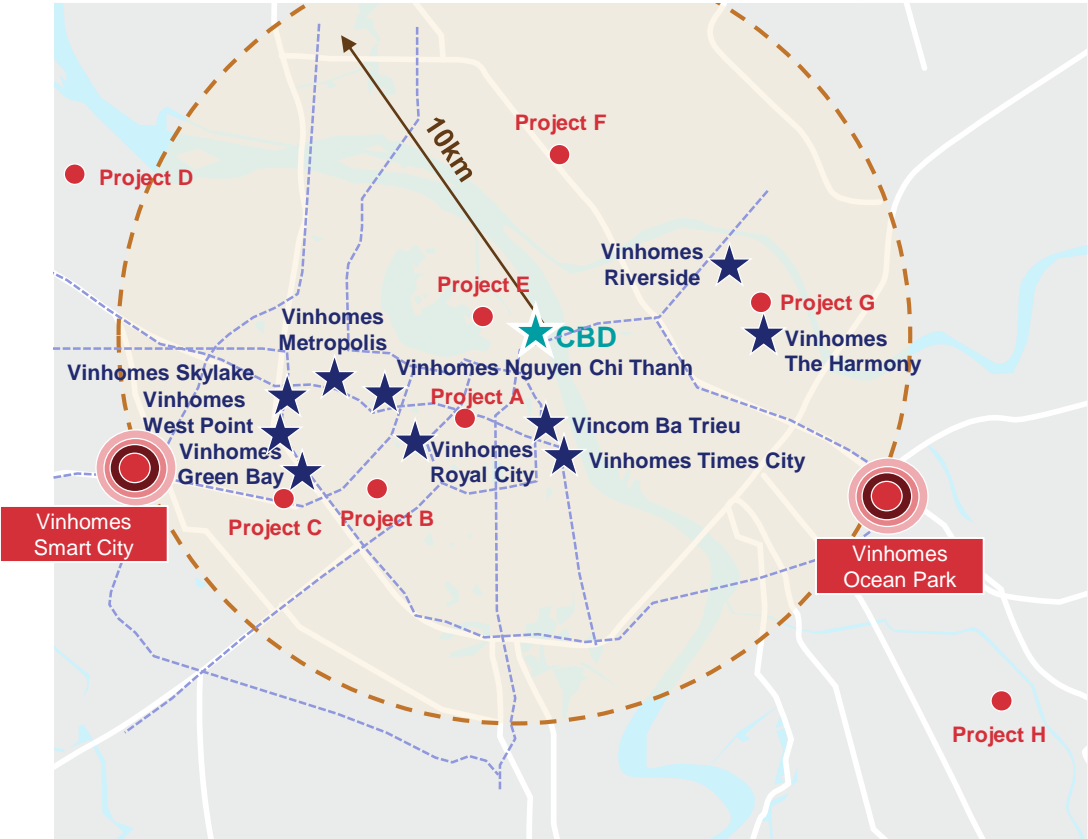 10km
Project F
Project D
Vinhomes
Riverside
Project E
Project G
Vinhomes
Metropolis
CBD
Vinhomes
The Harmony
Vinhomes Skylake
Vinhomes Nguyen Chi Thanh
Vinhomes
West Point
Project A
Vincom Ba Trieu
Vinhomes
Green Bay
Vinhomes
Royal City
Vinhomes Times City
Project C
Project B
Vinhomes
Smart City
Vinhomes
Ocean Park
Project H